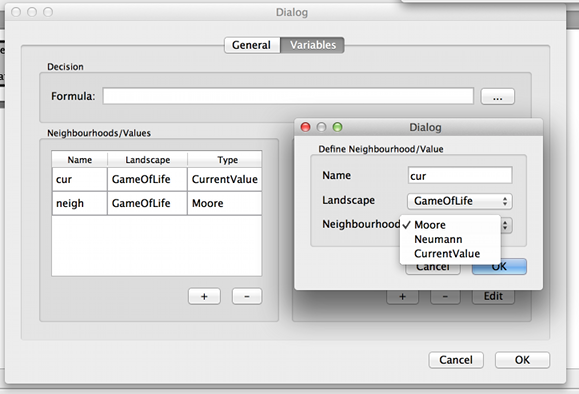 Dialog
General Variables
Decision
Formula: ...
Neighbourhoods/Values
Name Landscape Type
cur GameOfLife CurrentValue
neigh GameOfLife Moore
+ -
Dialog
Define Neighbourhood/Value
Name cur
Landscape GameOfLife
Neighbourhood ✓ Moore
Neumann
CurrentValue
Cancel OK
+ - Edit
Cancel OK